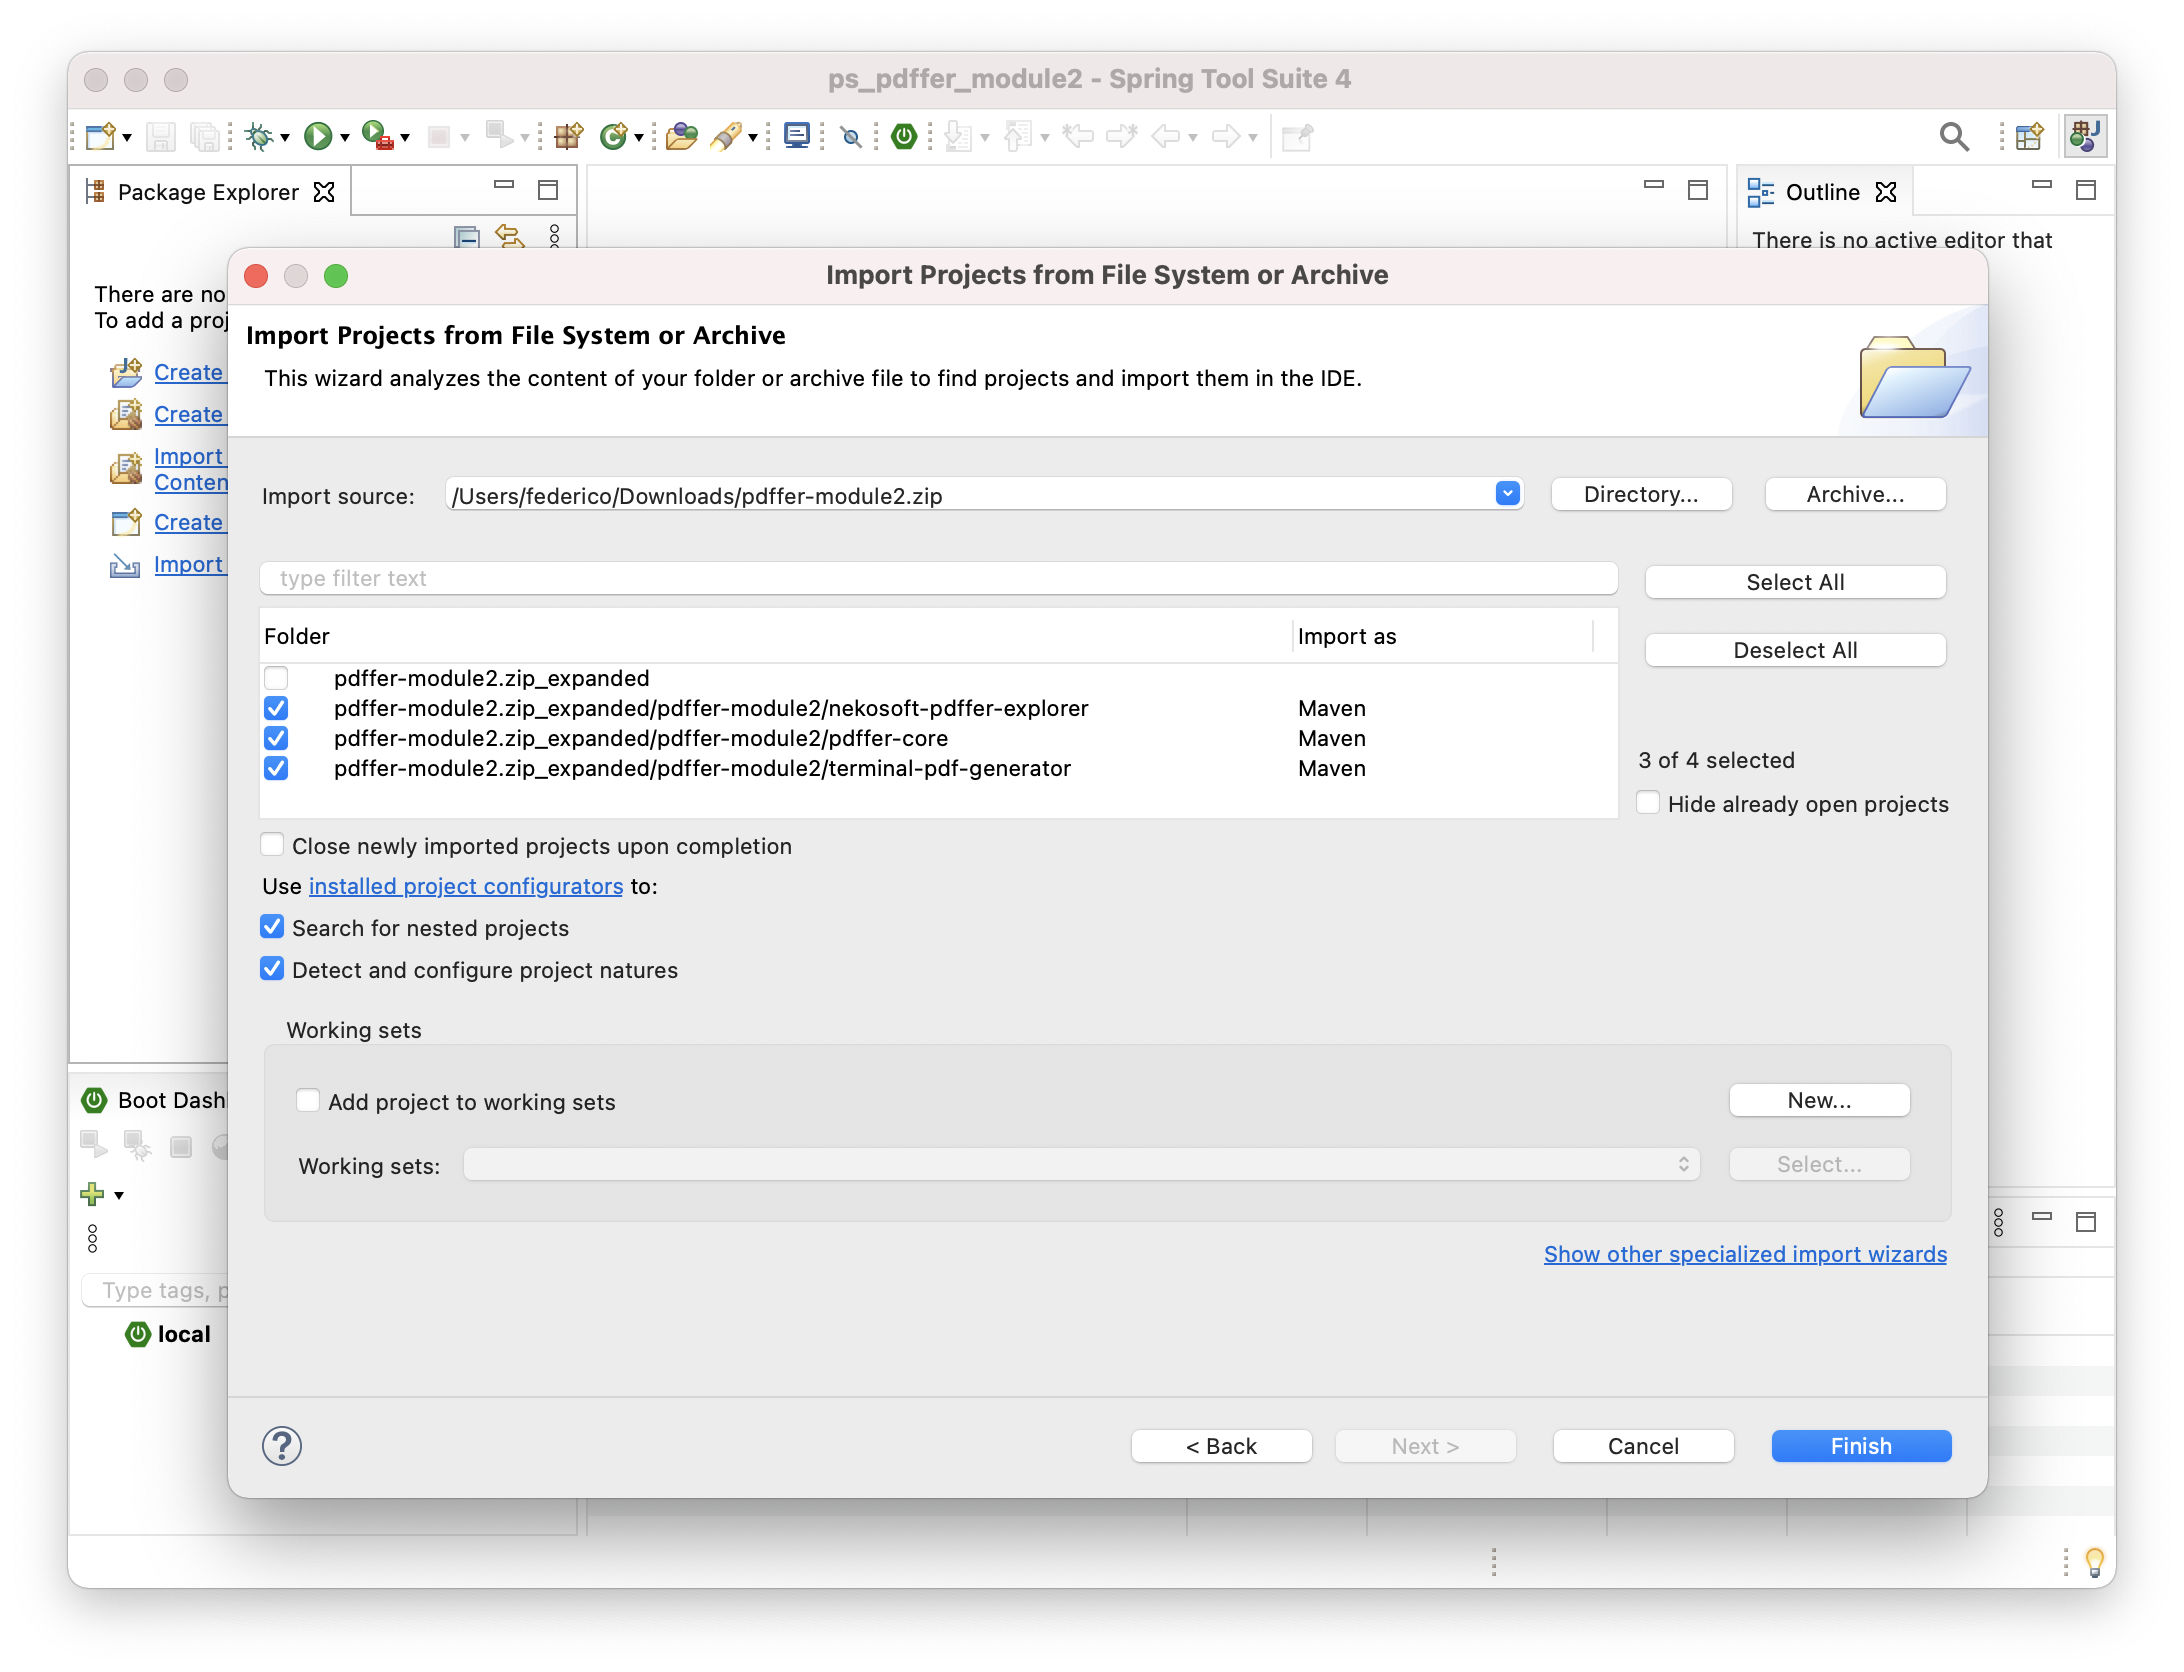 ps_pdffer_module2 - Spring Tool Suite 4
Package Explorer
Outline
There is no active editor that
There are no
To add a
Create
Create
Import
Create
Import
Import Projects from File System or Archive
Import Projects from File System or Archive
This wizard analyzes the content of your folder or archive file to find projects and import them in the IDE.
Import source: /Users/federico/Downloads/pdffer-module2.zip Directory... Archive...
type filter text
Select All
Folder Import as
Deselect All
pdffer-module2.zip_expanded
pdffer-module2.zip_expanded/pdffer-module2/nekosoft-pdffer-explorer Maven
pdffer-module2.zip_expanded/pdffer-module2/pdffer-core Maven
pdffer-module2.zip_expanded/pdffer-module2/terminal-pdf-generator Maven
3 of 4 selected
Hide already open projects
Close newly imported projects upon completion
Use installed project configurators to:
Search for nested projects
Detect and configure project natures
Working sets
Add project to working sets New...
Working sets: Select...
Show other specialized import wizards
Boot
Type tags,
local
? < Back Next > Cancel Finish